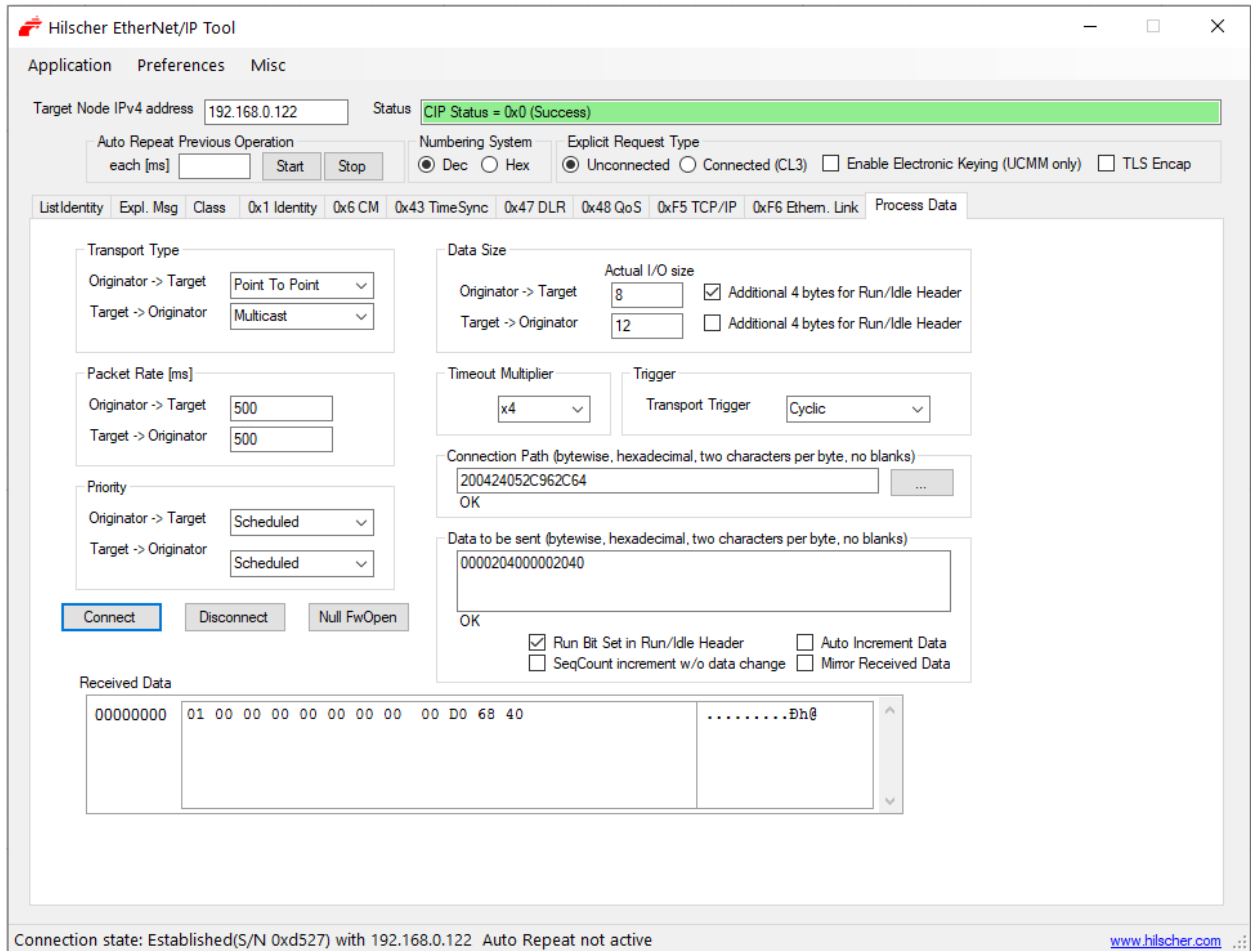 Hilscher EtherNet/IP Tool
Application Preferences Misc
Target Node IPv4 address 192.168.0.122 Status CIP Status = 0x0 (Success)
Auto Repeat Previous Operation Numbering System Explicit Request Type
each [ms] Start Stop Dec Hex Unconnected Connected (CL3) Enable Electronic Keying (UCMM only) TLS Encap
ListIdentity Expl. Msg Class 0x1 Identity 0x6 CM 0x43 TimeSync 0x47 DLR 0x48 QoS 0xF5 TCP/IP 0xF6 Ethern. Link Process Data
Transport Type
Originator -> Target Point To Point
Target -> Originator Multicast
Data Size
Actual I/O size
Originator -> Target 8 Additional 4 bytes for Run/Idle Header
Target -> Originator 12 Additional 4 bytes for Run/Idle Header
Packet Rate [ms]
Originator -> Target 500
Target -> Originator 500
Timeout Multiplier
x4
Trigger
Transport Trigger Cyclic
Connection Path (bytewise, hexadecimal, two characters per byte, no blanks)
200424052C962C64 ...
OK
Priority
Originator -> Target Scheduled
Target -> Originator Scheduled
Data to be sent (bytewise, hexadecimal, two characters per byte, no blanks)
0000204000002040
OK
Connect Disconnect Null FwOpen
Run Bit Set in Run/Idle Header Auto Increment Data
SeqCount increment w/o data change Mirror Received Data
Received Data
00000000 01 00 00 00 00 00 00 00 00 D0 68 40 .........Ðh@
Connection state: Established(S/N 0xd527) with 192.168.0.122 Auto Repeat not active www.hilscher.com